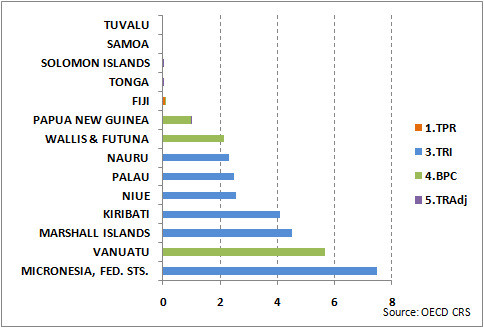 TUVALU
SAMOA
SOLOMON ISLANDS
TONGA
FIJI
PAPUA NEW GUINEA
WALLIS & FUTUNA
NAURU
PALAU
NIUE
KIRIBATI
MARSHALL ISLANDS
VANUATU
MICRONESIA, FED. STS.
0 2 4 6 8
1.TPR
3.TRI
4.BPC
5.TRAdj
Source: OECD CRS